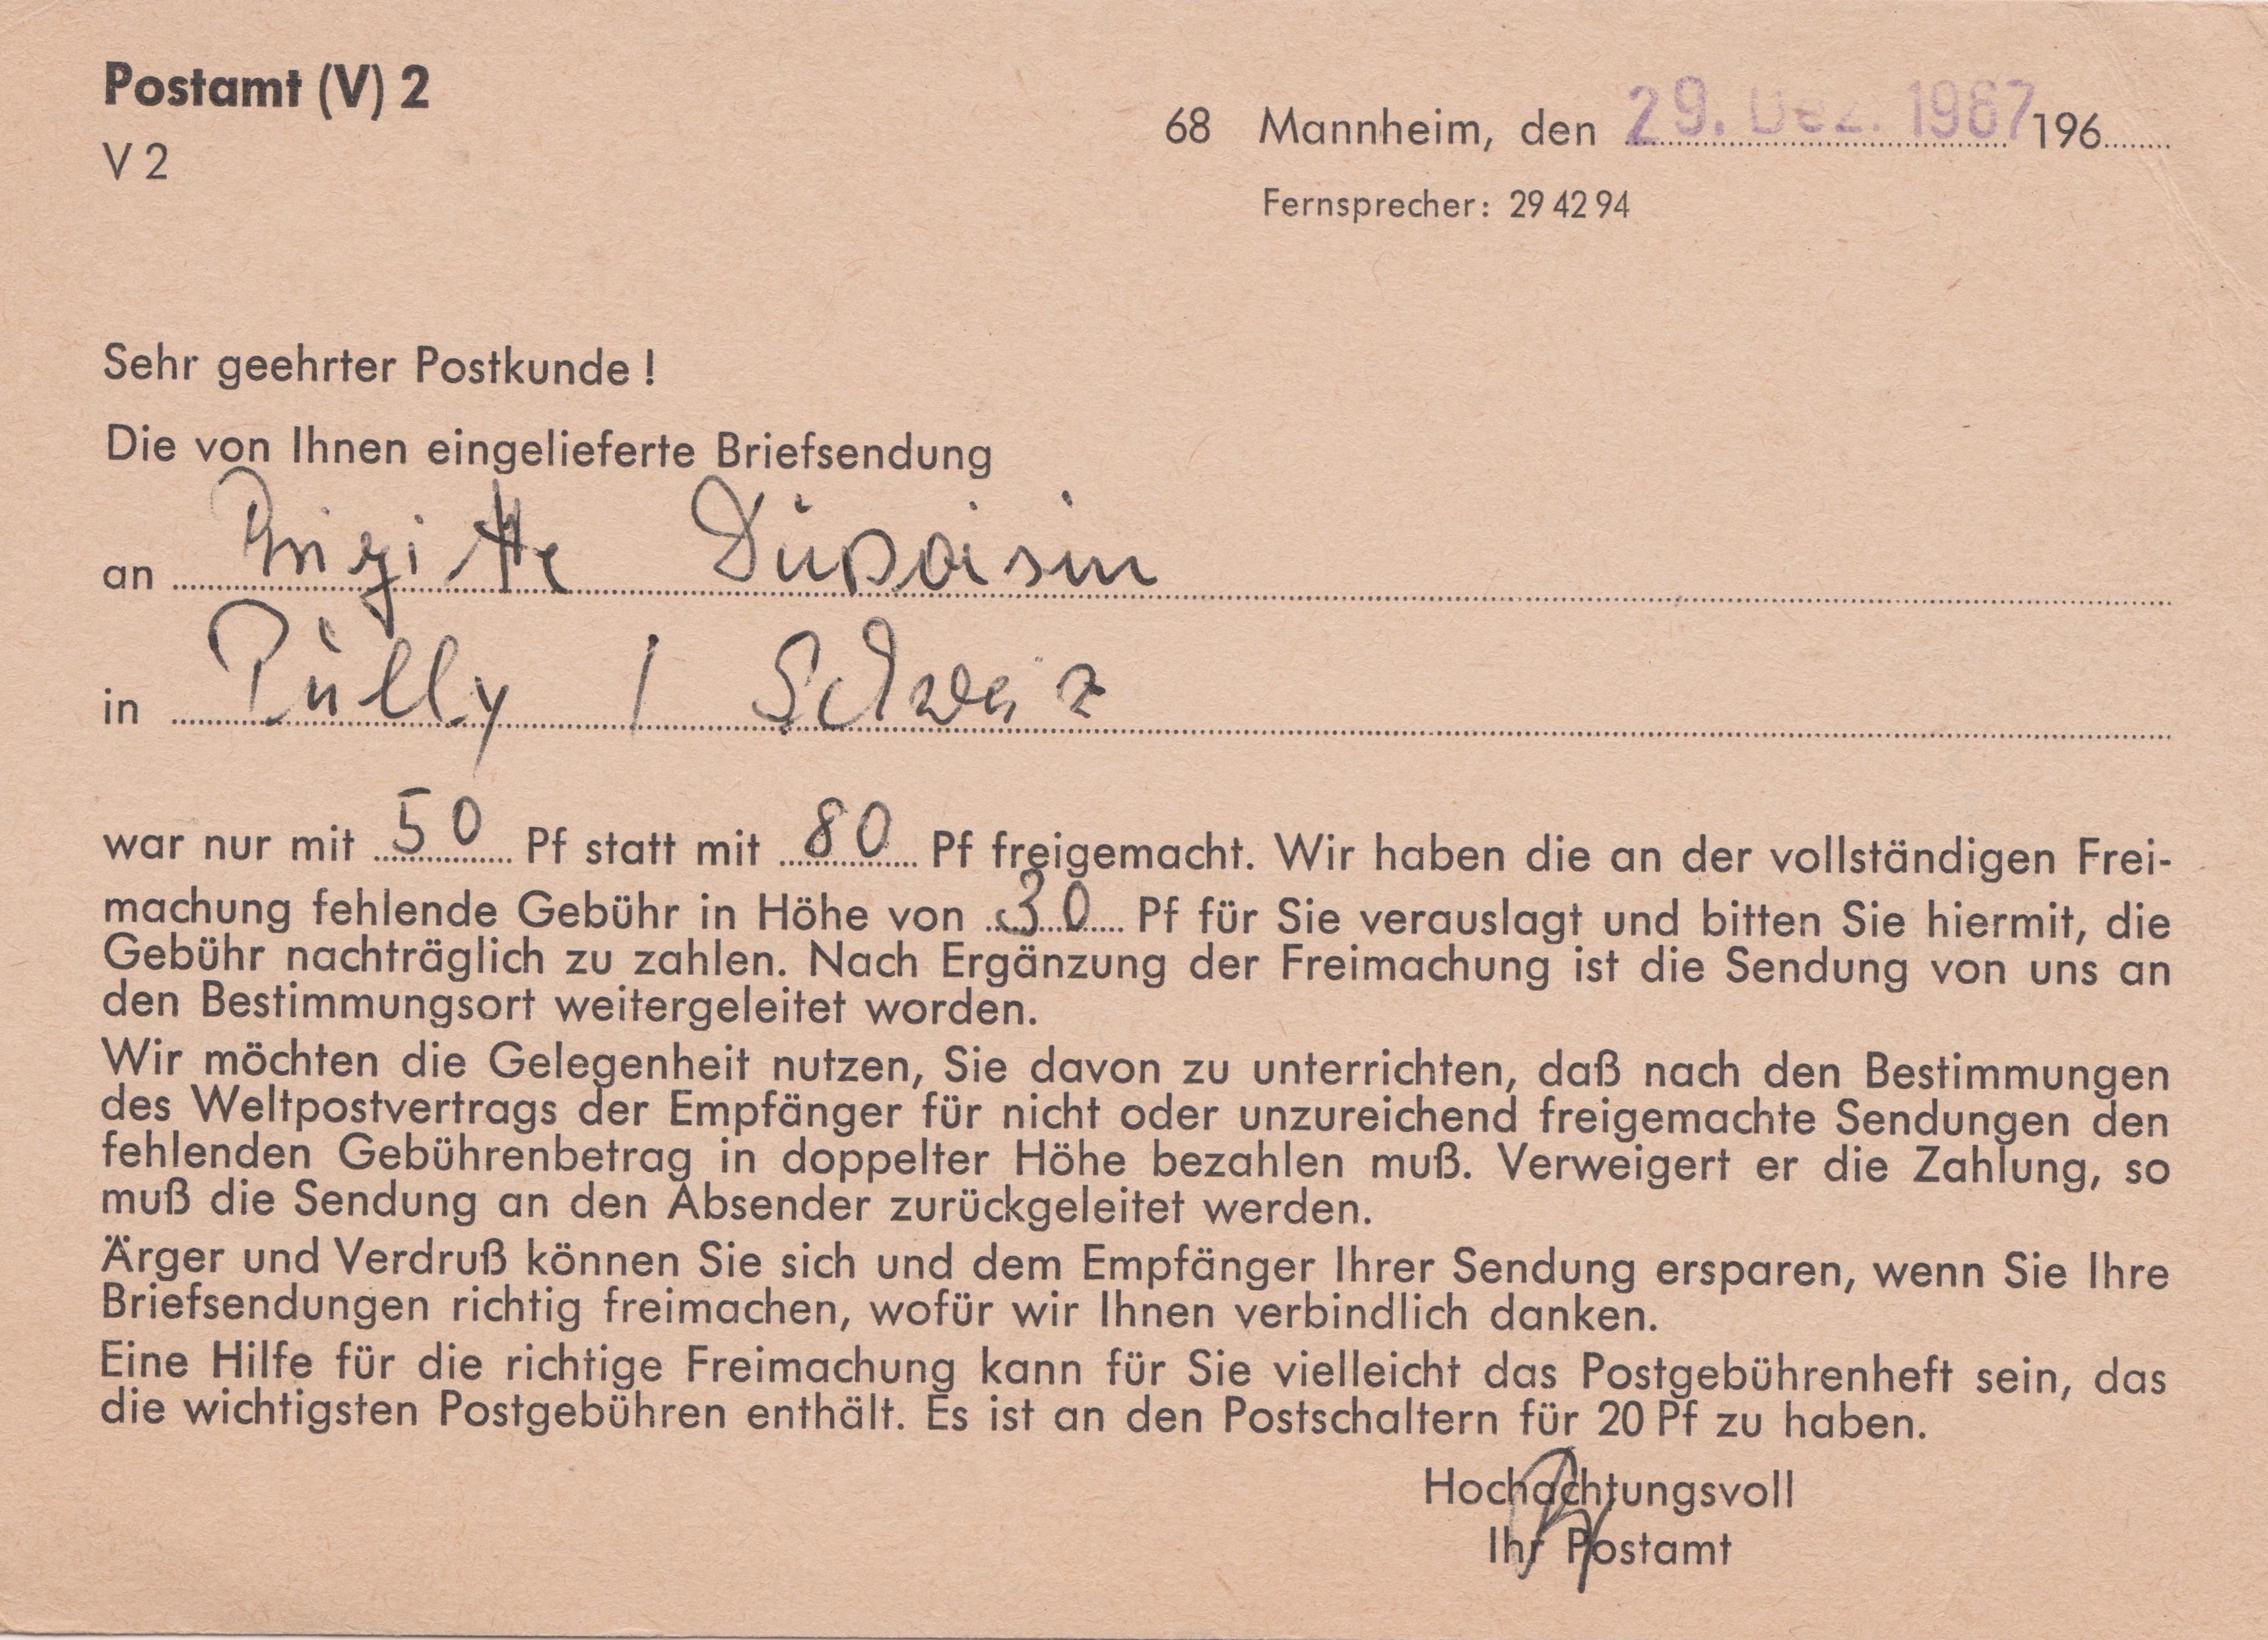 Postamt (V) 2
V 2
68 Mannheim, den 29. Dez. 1967 196
Fernsprecher: 29 42 94
Sehr geehrter Postkunde !
Die von Ihnen eingelieferte Briefsendung
an Brigitte
in Pully / Schweiz
war nur mit 50 Pf statt mit 80 Pf freigemacht. Wir haben die an der vollständigen Frei-
machung fehlende Gebühr in Höhe von 30 Pf für Sie verauslagt und bitten Sie hiermit, die
Gebühr nachträglich zu zahlen. Nach Ergänzung der Freimachung ist die Sendung von uns an
den Bestimmungsort weitergeleitet worden.
Wir möchten die Gelegenheit nutzen, Sie davon zu unterrichten, daß nach den Bestimmungen
des Weltpostvertrags der Empfänger für nicht oder unzureichend freigemachte Sendungen den
fehlenden Gebührenbetrag in doppelter Höhe bezahlen muß. Verweigert er die Zahlung, so
muß die Sendung an den Absender zurückgeleitet werden.
Ärger und Verdruß können Sie sich und dem Empfänger Ihrer Sendung ersparen, wenn Sie Ihre
Briefsendungen richtig freimachen, wofür wir Ihnen verbindlich danken.
Eine Hilfe für die richtige Freimachung kann für Sie vielleicht das Postgebührenheft sein, das
die wichtigsten Postgebühren enthält. Es ist an den Postschaltern für 20 Pf zu haben.
Hochachtungsvoll
Ihr Postamt